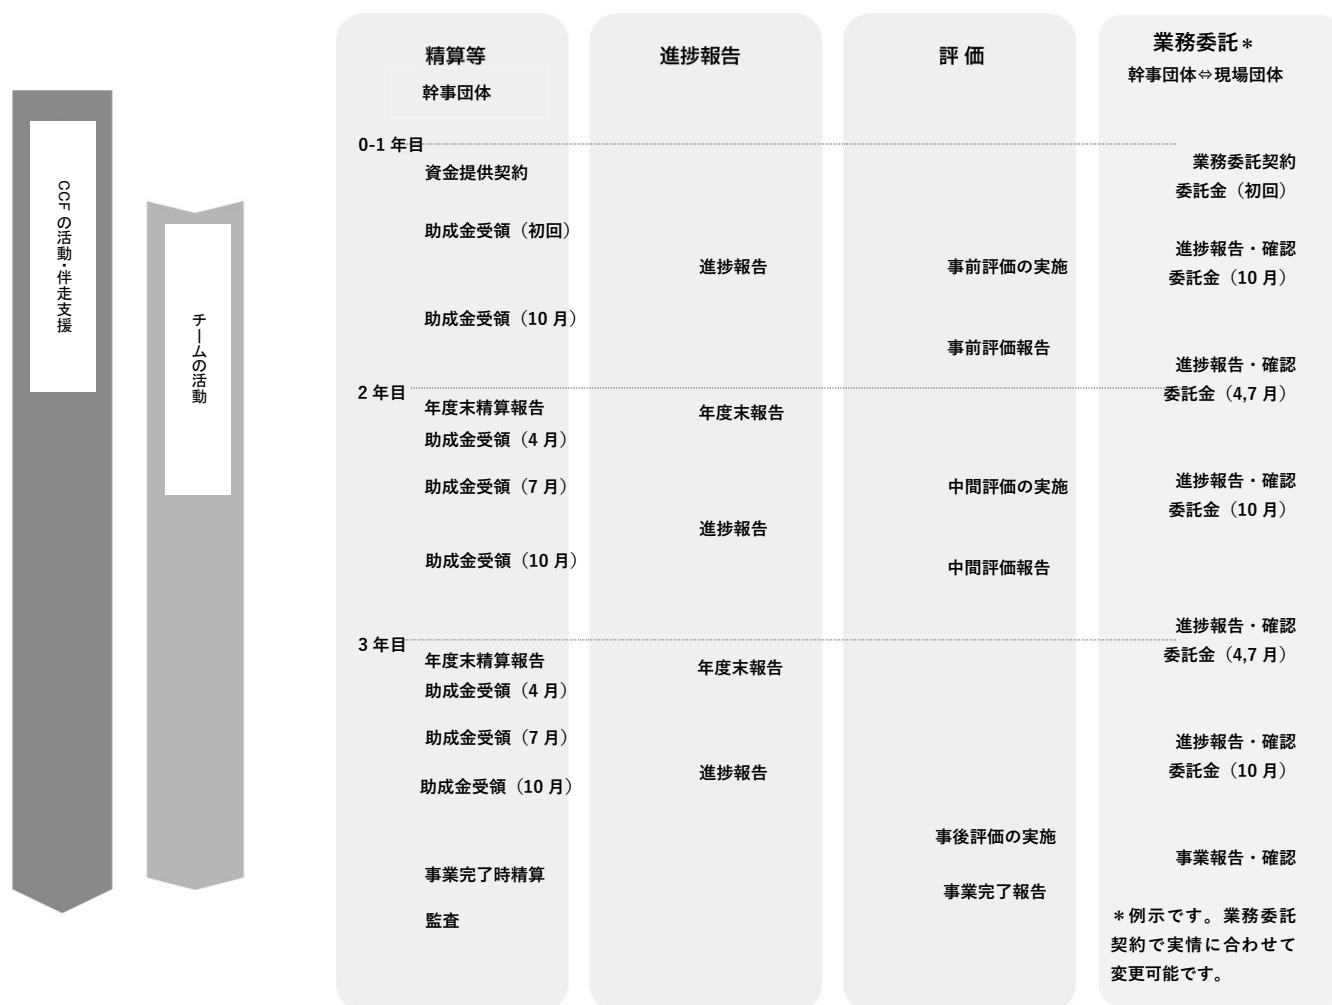 CCF の活動・伴走支援
チームの活動
精算等
幹事団体
進捗報告
評 価
業務委託＊
幹事団体⇔現場団体
0-1 年目
資金提供契約
助成金受領（初回）
進捗報告
事前評価の実施
助成金受領（10 月）
事前評価報告
業務委託契約
委託金（初回）
進捗報告・確認
委託金（10 月）
進捗報告・確認
委託金（4,7 月）
2 年目
年度末精算報告
年度末報告
助成金受領（4 月）
助成金受領（7 月）
中間評価の実施
進捗報告
助成金受領（10 月）
中間評価報告
進捗報告・確認
委託金（10 月）
進捗報告・確認
委託金（4,7 月）
3 年目
年度末精算報告
年度末報告
助成金受領（4 月）
助成金受領（7 月）
進捗報告
助成金受領（10 月）
進捗報告・確認
委託金（10 月）
事後評価の実施
事業報告・確認
事業完了時精算
事業完了報告
監査
＊例示です。業務委託
契約で実情に合わせて
変更可能です。